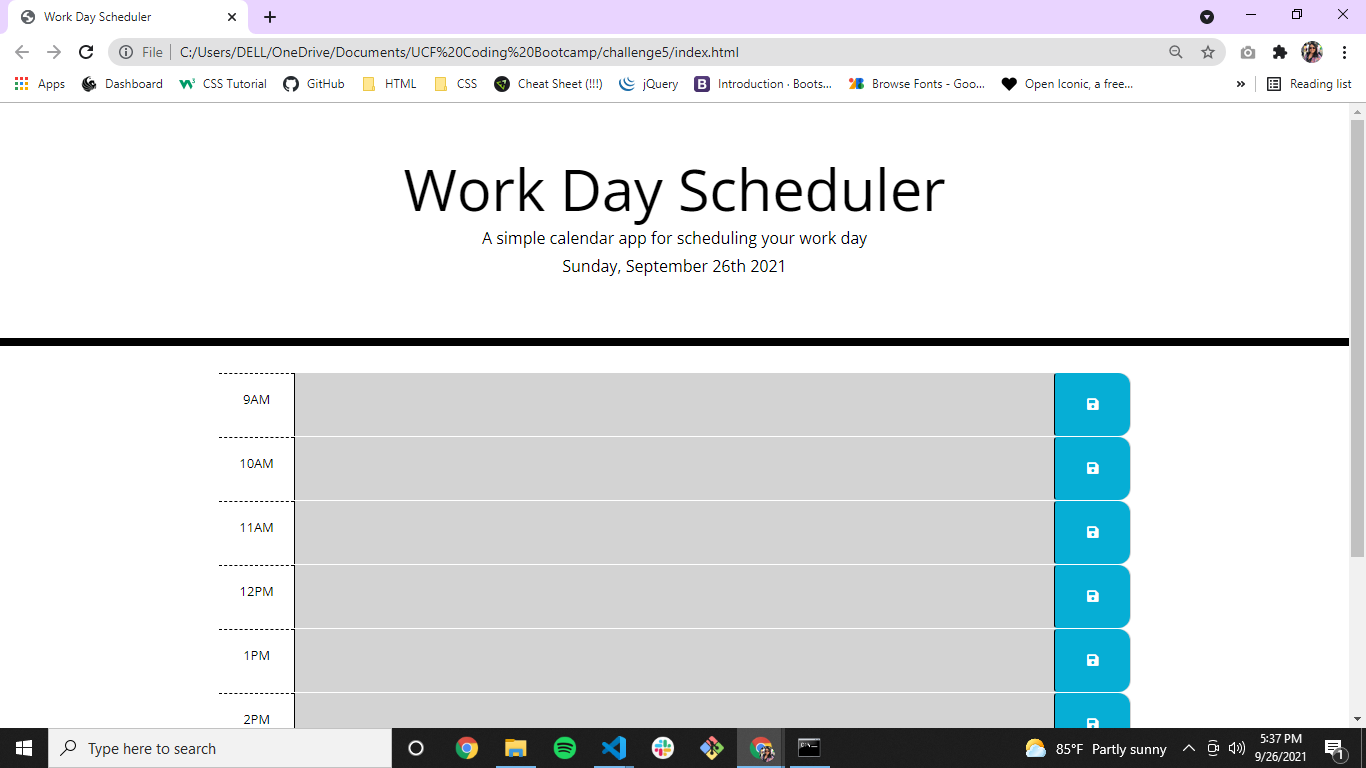 Work Day Scheduler
File C:/Users/DELL/OneDrive/Documents/UCF%20Coding%20Bootcamp/challenge5/index.html
Apps Dashboard CSS Tutorial GitHub HTML CSS Cheat Sheet (!!!) jQuery Introduction · Boots... Browse Fonts - Goo... Open Iconic, a free... » Reading list
Work Day Scheduler
A simple calendar app for scheduling your work day
Sunday, September 26th 2021
9AM
10AM
11AM
12PM
1PM
2PM
Type here to search 85°F Partly sunny 5:37 PM
9/26/2021 1